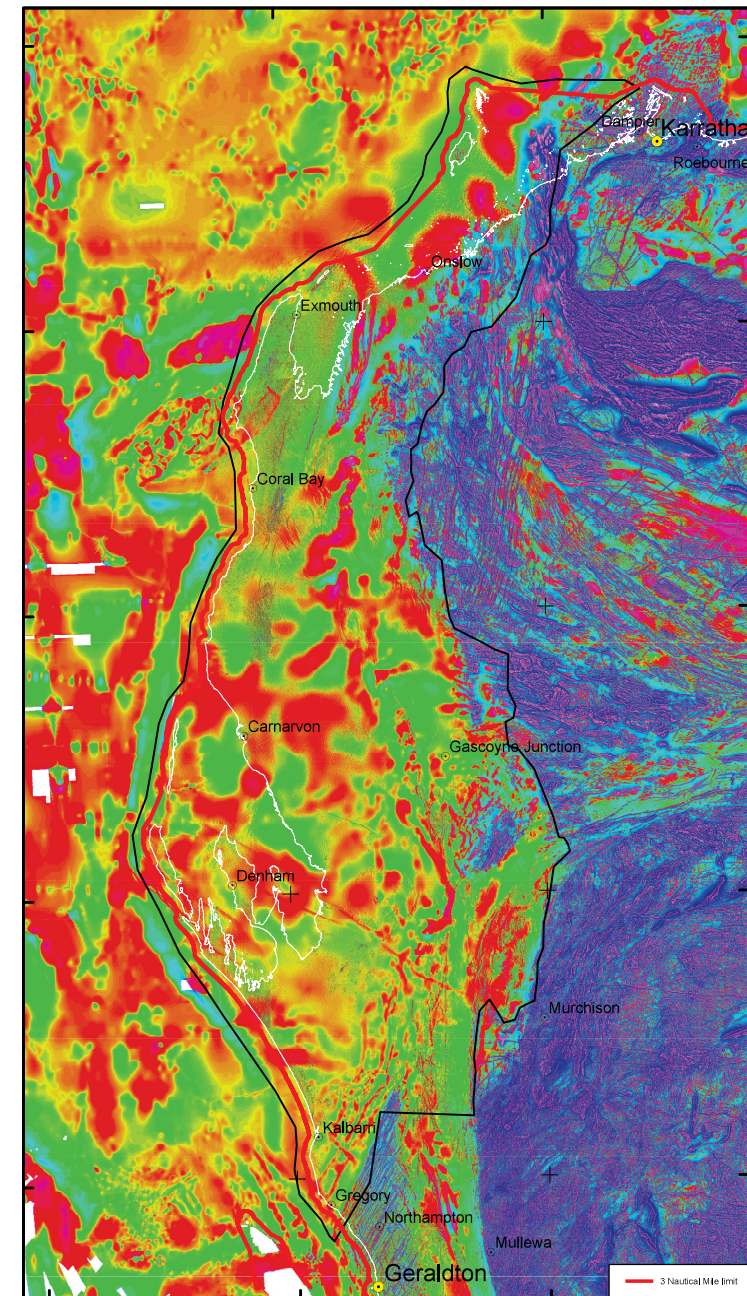 Dampier
Karratha
Roebourne
Onslow
Exmouth
Coral Bay
Carnarvon
Gascoyne Junction
Denham
Murchison
Kalbarri
Gregory
Northampton
Mullewa
Geraldton
3 Nautical Mile limit